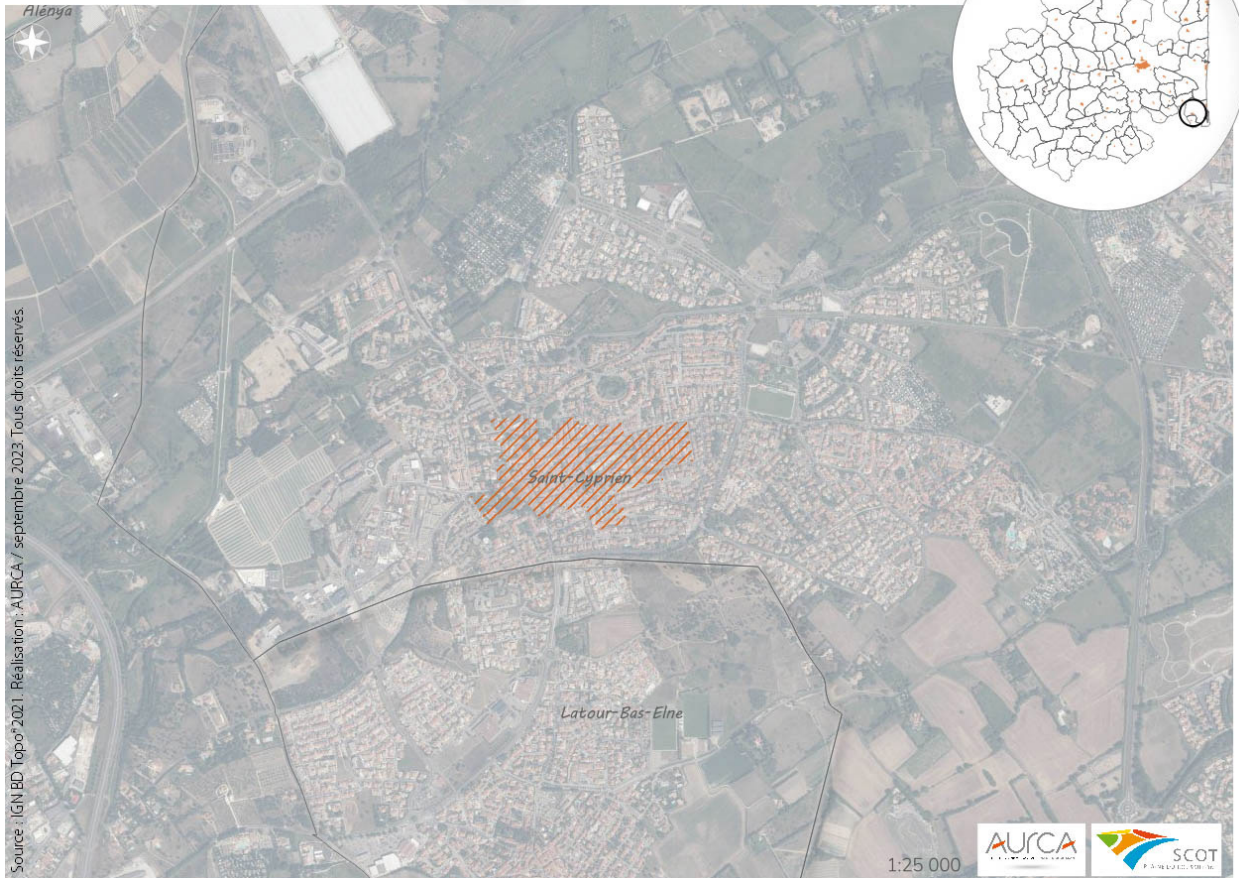 Alénya
Saint-Cyprien
Latour-Bas-Elne
Source : IGN BD Topo® 2021. Réalisation : AURCA / septembre 2023. Tous droits réservés.
1:25 000
AURCA
SCOT